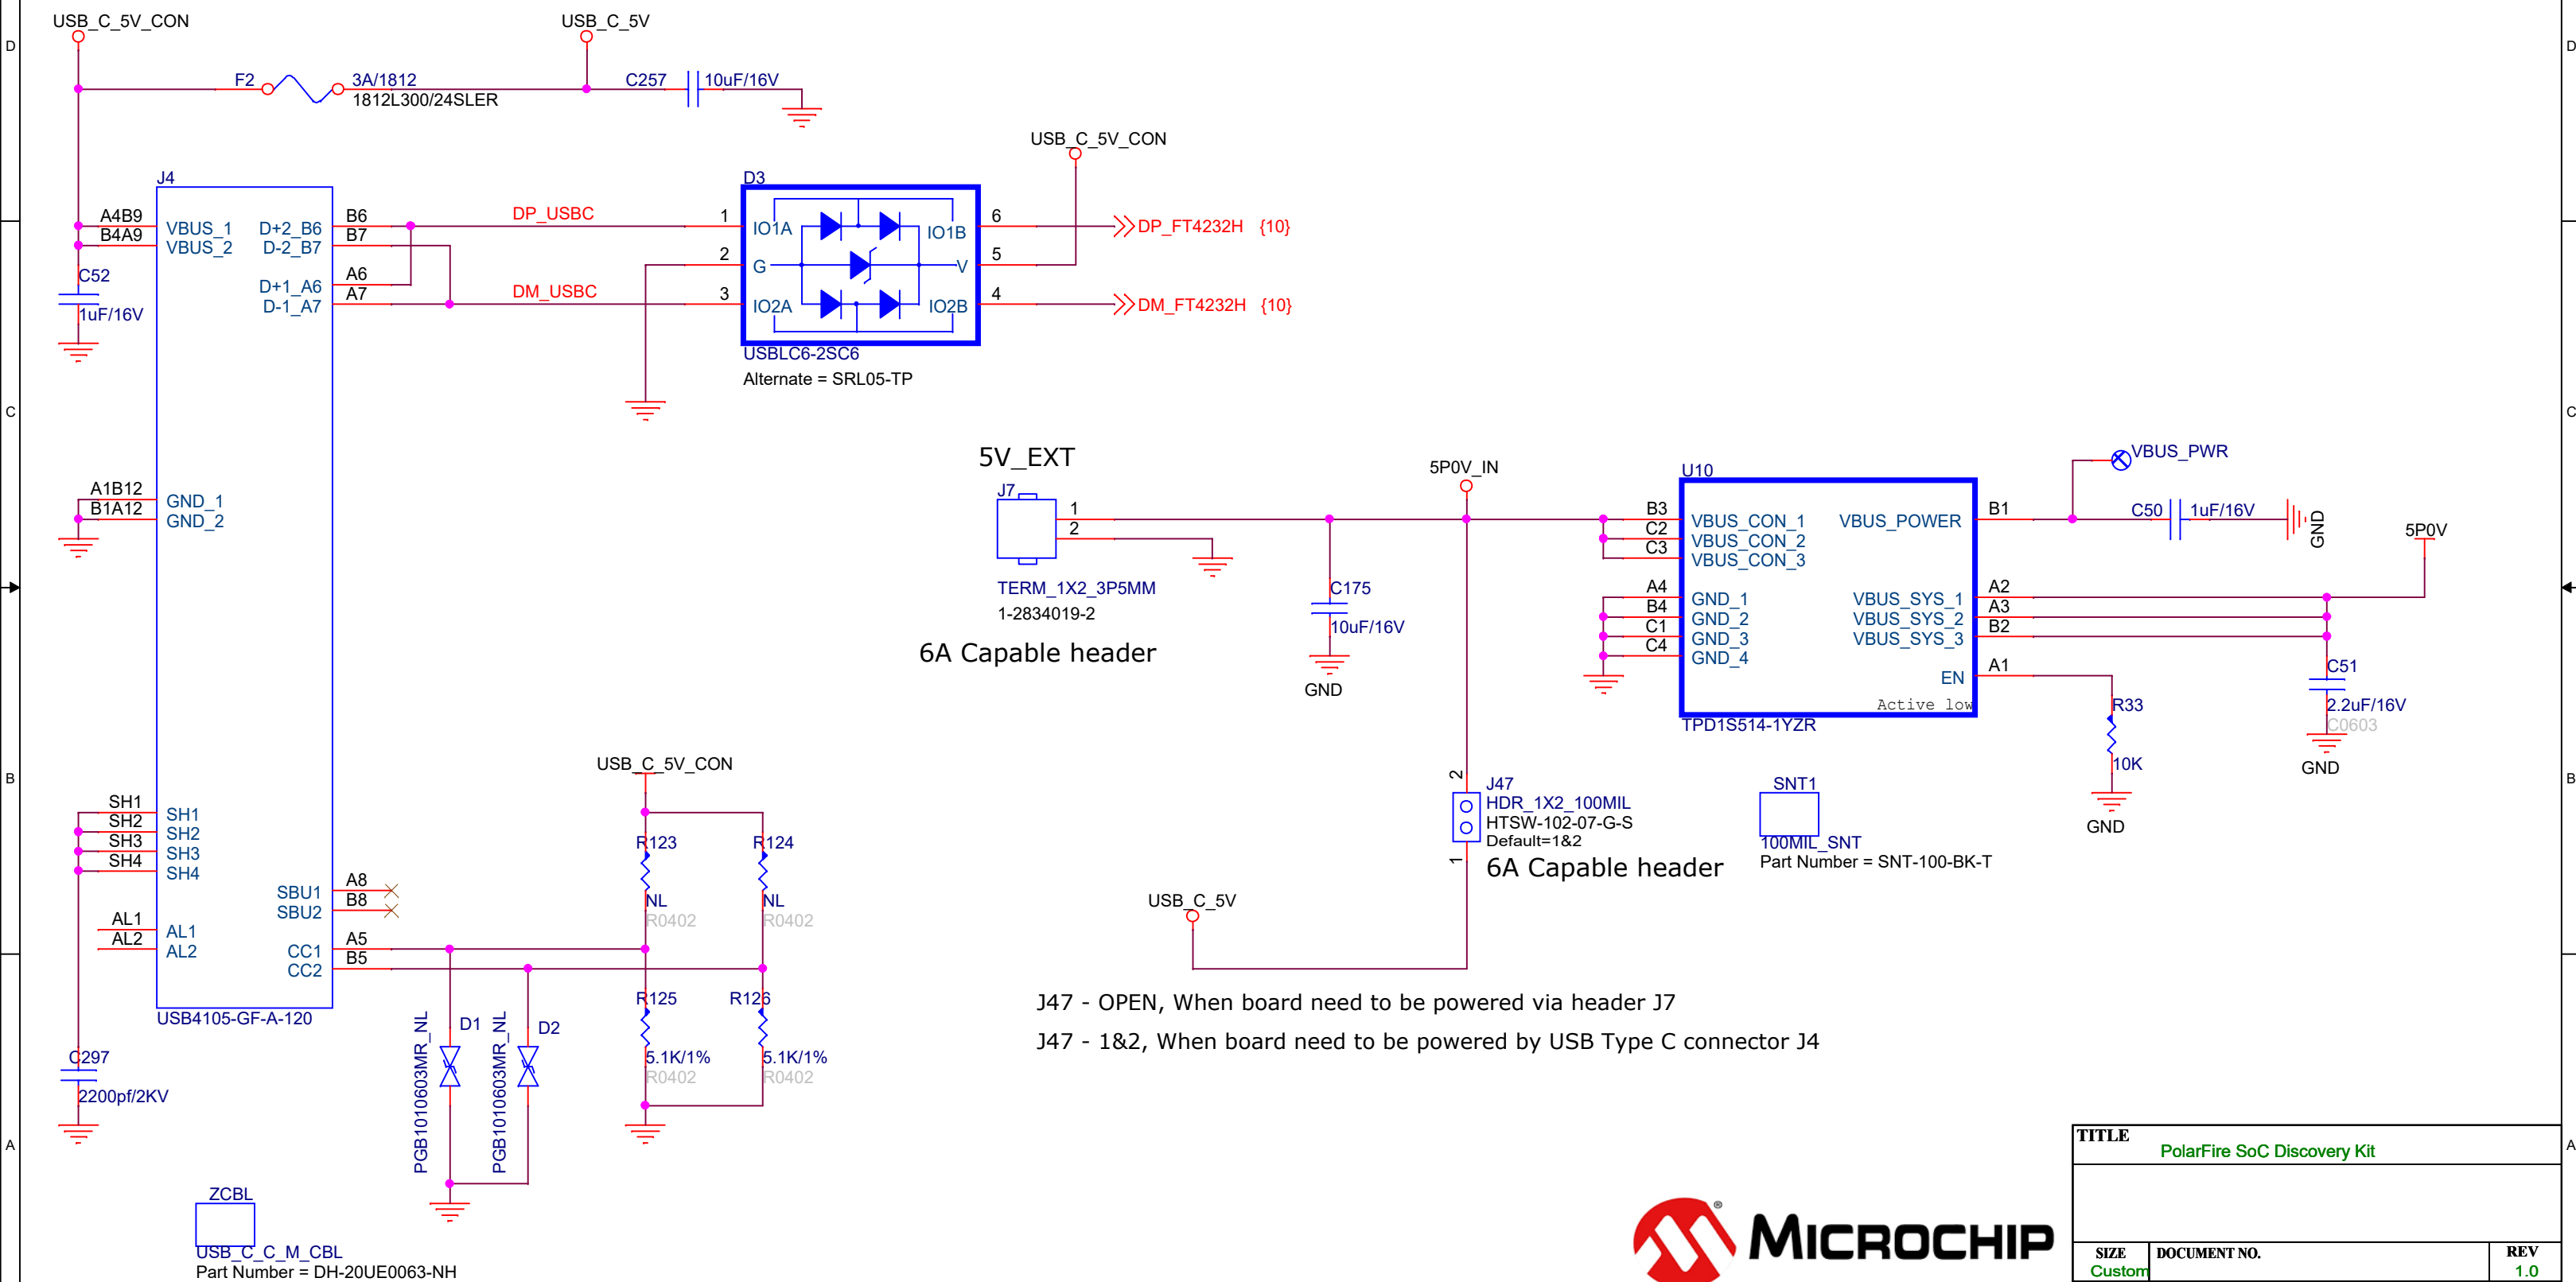 USB_C_5V_CON
USB_C_5V
D
D
F2
3A/1812
1812L300/24SLER
C257
10uF/16V
USB_C_5V_CON
J4
A4B9
B4A9
VBUS_1
VBUS_2
D+2_B6
D-2_B7
D+1_A6
D-1_A7
B6
B7
A6
A7
DP_USBC
DM_USBC
D3
1
2
3
IO1A
G
IO2A
IO1B
V
IO2B
6
5
4
DP_FT4232H {10}
DM_FT4232H {10}
USBLC6-2SC6
Alternate = SRL05-TP
C52
1uF/16V
C
C
5V_EXT
J7
1
2
TERM_1X2_3P5MM
1-2834019-2
6A Capable header
5P0V_IN
C175
10uF/16V
GND
U10
B3
C2
C3
A4
B4
C1
C4
VBUS_CON_1
VBUS_CON_2
VBUS_CON_3
GND_1
GND_2
GND_3
GND_4
VBUS_POWER
VBUS_SYS_1
VBUS_SYS_2
VBUS_SYS_3
EN
Active low
B1
A2
A3
B2
A1
TPD1S514-1YZR
VBUS_PWR
C50
1uF/16V
GND
5P0V
C51
2.2uF/16V
C0603
GND
R33
10K
GND
A1B12
B1A12
GND_1
GND_2
B
B
SH1
SH2
SH3
SH4
SH1
SH2
SH3
SH4
AL1
AL2
AL1
AL2
SBU1
SBU2
CC1
CC2
A8
B8
A5
B5
USB4105-GF-A-120
USB_C_5V_CON
R123
NL
R0402
R124
NL
R0402
R125
5.1K/1%
R0402
R126
5.1K/1%
R0402
D1
PGB1010603MR_NL
D2
PGB1010603MR_NL
C297
2200pf/2KV
2
1
J47
HDR_1X2_100MIL
HTSW-102-07-G-S
Default=1&2
6A Capable header
USB_C_5V
SNT1
100MIL_SNT
Part Number = SNT-100-BK-T
J47 - OPEN, When board need to be powered via header J7
J47 - 1&2, When board need to be powered by USB Type C connector J4
A
A
ZCBL
USB_C_C_M_CBL
Part Number = DH-20UE0063-NH
® MICROCHIP
TITLE
PolarFire SoC Discovery Kit
SIZE
Custom
DOCUMENT NO.
REV
1.0